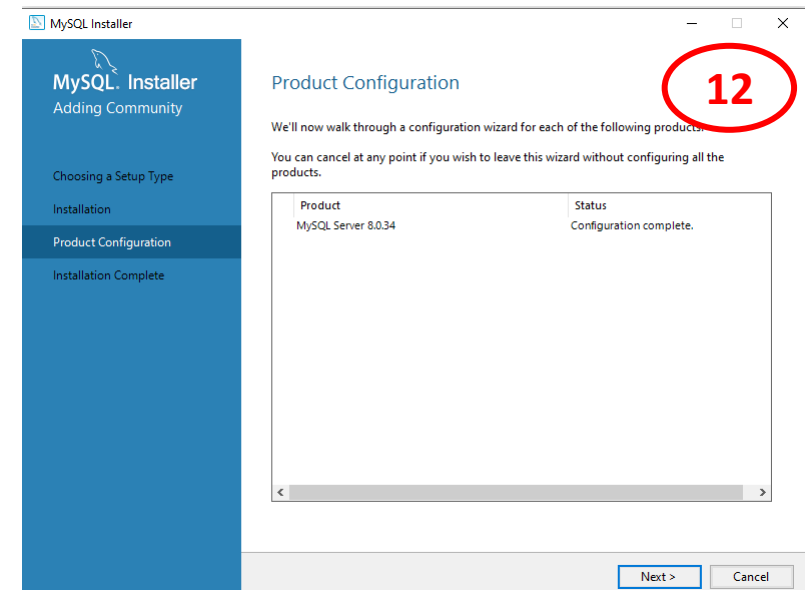 MySQL Installer
MySQL. Installer
Adding Community
Choosing a Setup Type
Installation
Product Configuration
Installation Complete
Product Configuration
12
We'll now walk through a configuration wizard for each of the following products.
You can cancel at any point if you wish to leave this wizard without configuring all the
products.
Product Status
MySQL Server 8.0.34 Configuration complete.
Next > Cancel